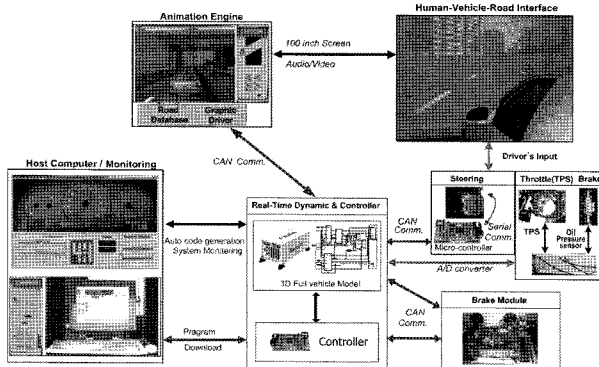 Animation Engine
Human-Vehicle-Road Interface
100 inch Screen
Audio/Video
Road Database
Graphic Driver
CAN Comm.
Driver's Input
Host Computer / Monitoring
Real-Time Dynamic & Controller
Steering
Throttle(TPS)
Brake
CAN Comm.
Serial Comm.
Micro-controller
TPS
Oil Pressure sensor
Auto code generation
System Monitoring
3D Full vehicle Model
A/D converter
Brake Module
Program
Download
Controller
CAN Comm.